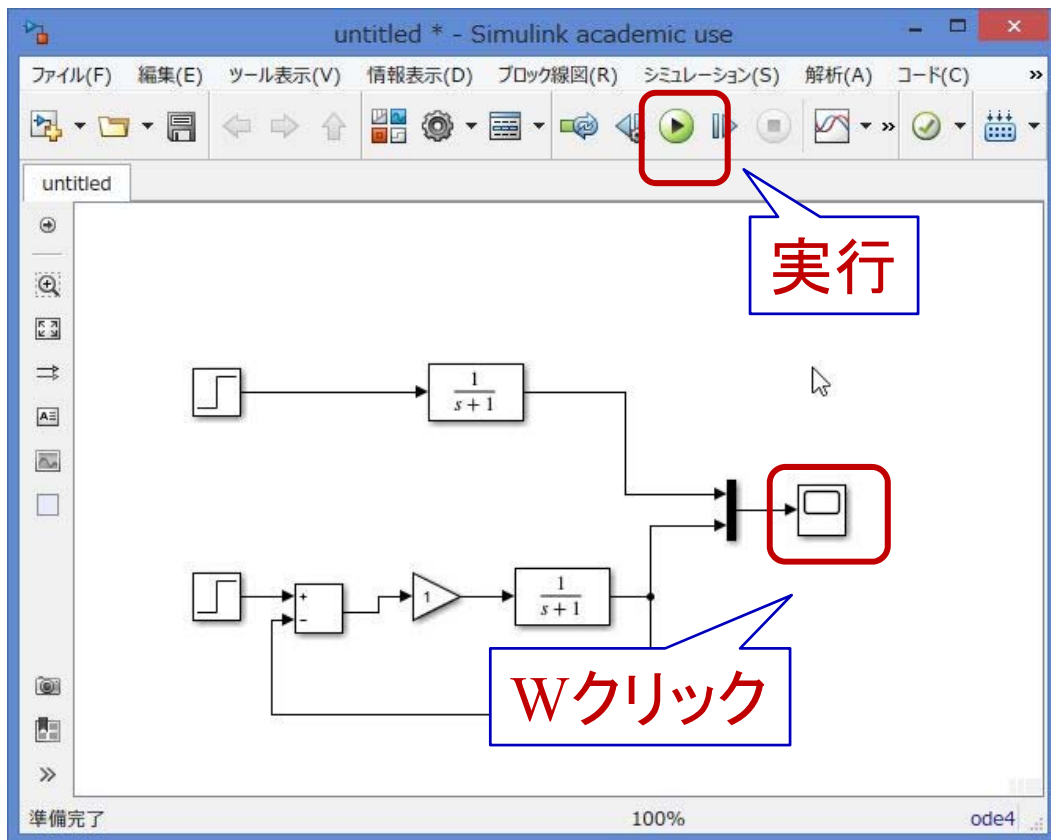 untitled * - Simulink academic use
ファイル(F) 編集(E) ツール表示(V) 情報表示(D) ブロック線図(R) シミュレーション(S) 解析(A) コード(C) »
»
untitled
実行
A
1
s + 1
+
−
1
1
s + 1
Wクリック
»
準備完了 100% ode4